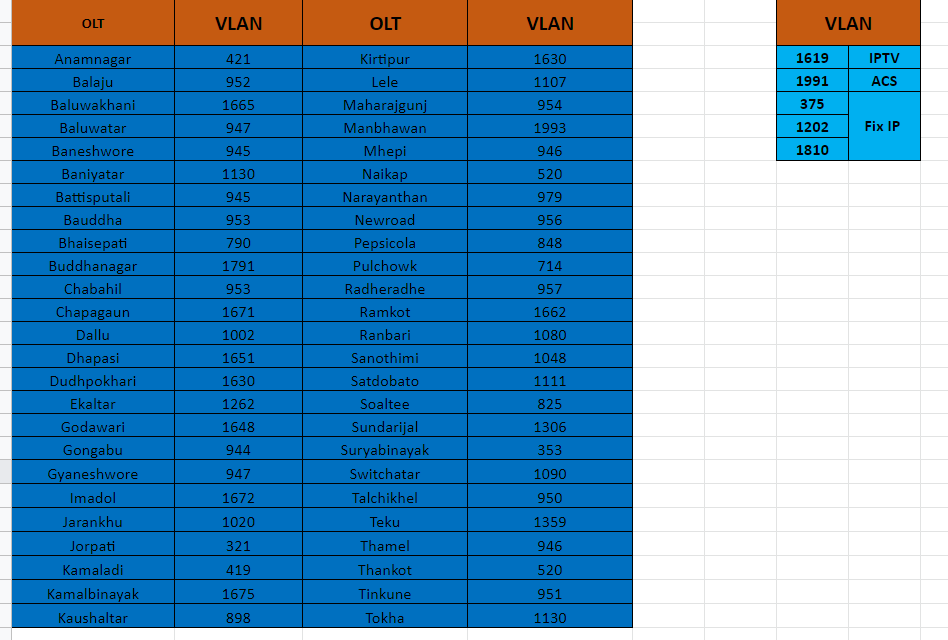 OLT VLAN OLT VLAN VLAN
Anamnagar 421 Kirtipur 1630 1619 IPTV
Balaju 952 Lele 1107 1991 ACS
Baluwakhani 1665 Maharajgunj 954 375
Baluwatar 947 Manbhawan 1993 1202 Fix IP
Baneshwore 945 Mhepi 946 1810
Baniyatar 1130 Naikap 520
Battisputali 945 Narayanthan 979
Bauddha 953 Newroad 956
Bhaisepati 790 Pepsicola 848
Buddhanagar 1791 Pulchowk 714
Chabahil 953 Radheradhe 957
Chapagaun 1671 Ramkot 1662
Dallu 1002 Ranbari 1080
Dhapasi 1651 Sanothimi 1048
Dudhpokhari 1630 Satdobato 1111
Ekaltar 1262 Soaltee 825
Godawari 1648 Sundarijal 1306
Gongabu 944 Suryabinayak 353
Gyaneshwore 947 Switchatar 1090
Imadol 1672 Talchikhel 950
Jarankhu 1020 Teku 1359
Jorpati 321 Thamel 946
Kamaladi 419 Thankot 520
Kamalbinayak 1675 Tinkune 951
Kaushaltar 898 Tokha 1130